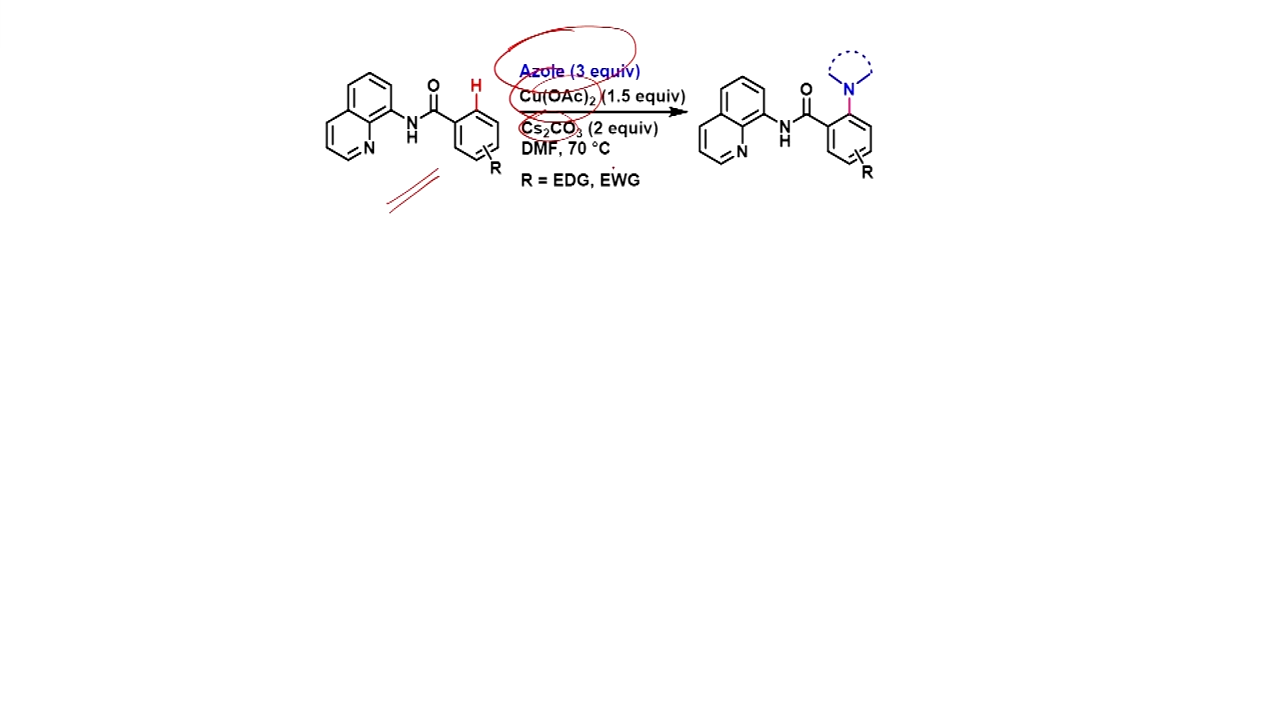 Azole (3 equiv)
Cu(OAc)2 (1.5 equiv)
Cs2CO3 (2 equiv)
DMF, 70 °C
R = EDG, EWG
O
H
N
H
N
R
N
O
N
H
N
R